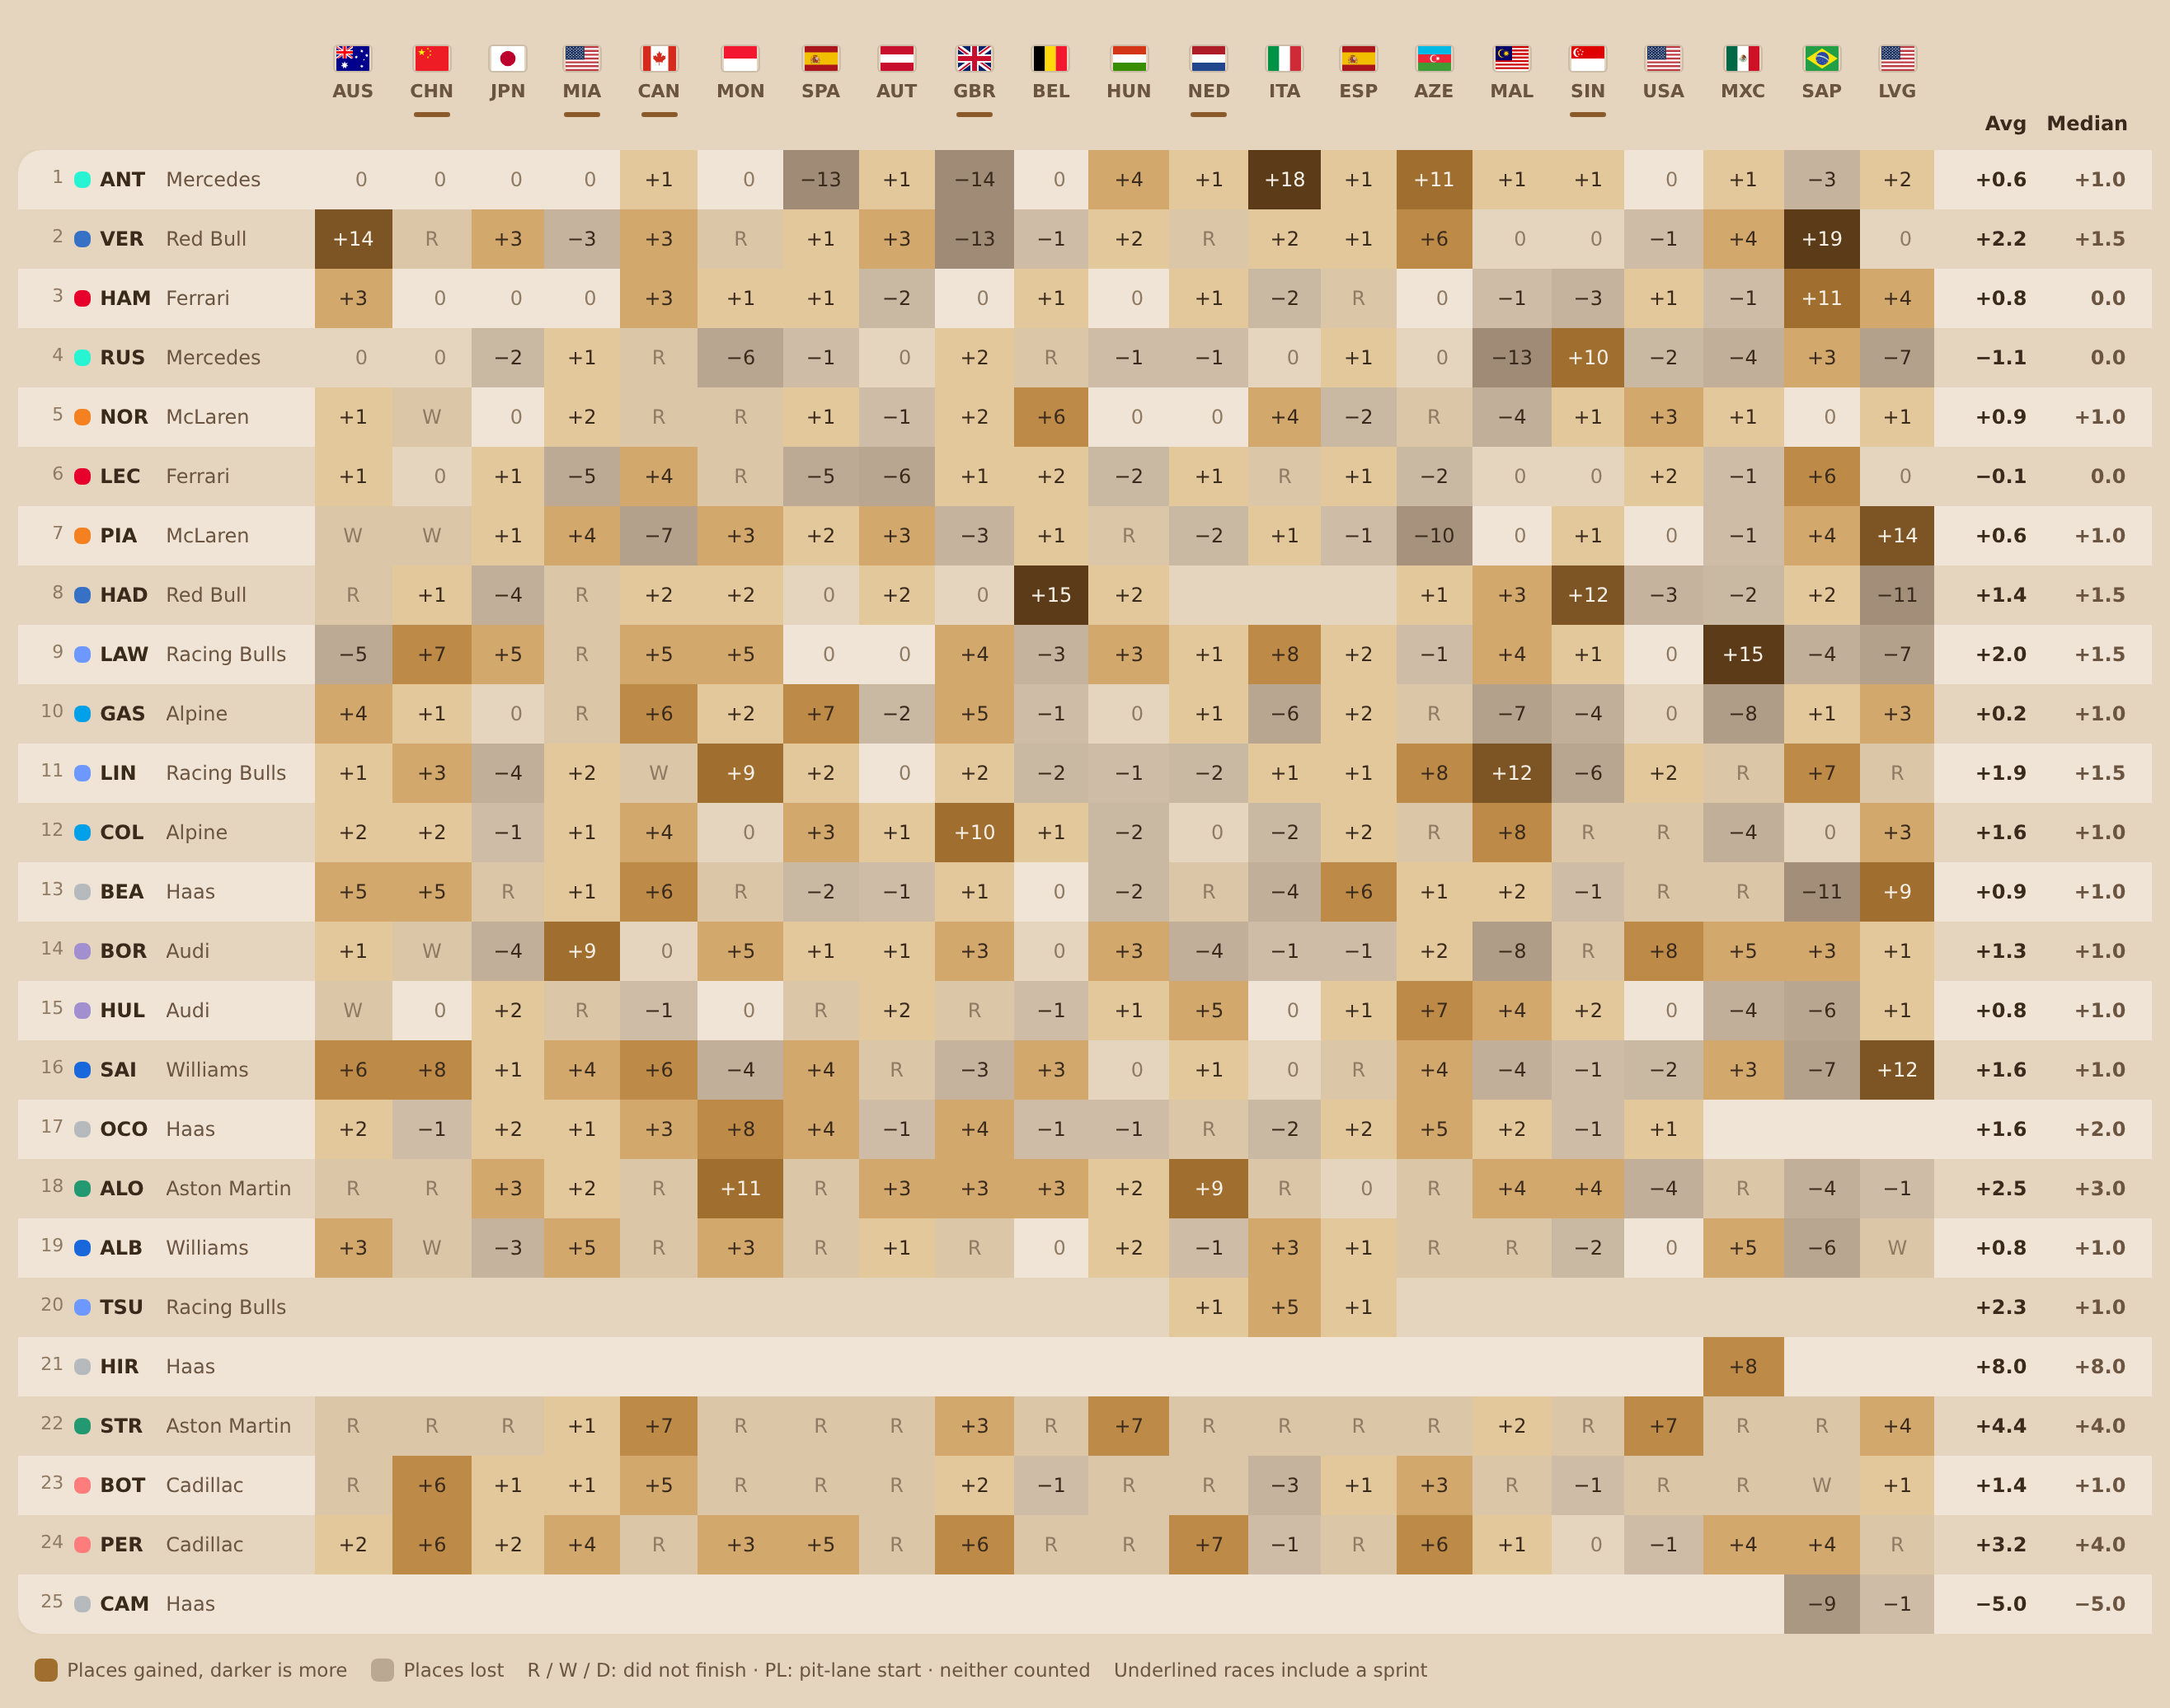 AUS CHN JPN MIA CAN MON SPA AUT GBR BEL HUN NED ITA ESP AZE MAL SIN USA MXC SAP LVG
Avg Median
1 ANT Mercedes 0 0 0 0 +1 0 −13 +1 −14 0 +4 +1 +18 +1 +11 +1 +1 0 +1 −3 +2 +0.6 +1.0
2 VER Red Bull +14 R +3 −3 +3 R +1 +3 −13 −1 +2 R +2 +1 +6 0 0 −1 +4 +19 0 +2.2 +1.5
3 HAM Ferrari +3 0 0 0 +3 +1 +1 −2 0 +1 0 +1 −2 R 0 −1 −3 +1 −1 +11 +4 +0.8 0.0
4 RUS Mercedes 0 0 −2 +1 R −6 −1 0 +2 R −1 −1 0 +1 0 −13 +10 −2 −4 +3 −7 −1.1 0.0
5 NOR McLaren +1 W 0 +2 R R +1 −1 +2 +6 0 0 +4 −2 R −4 +1 +3 +1 0 +1 +0.9 +1.0
6 LEC Ferrari +1 0 +1 −5 +4 R −5 −6 +1 +2 −2 +1 R +1 −2 0 0 +2 −1 +6 0 −0.1 0.0
7 PIA McLaren W W +1 +4 −7 +3 +2 +3 −3 +1 R −2 +1 −1 −10 0 +1 0 −1 +4 +14 +0.6 +1.0
8 HAD Red Bull R +1 −4 R +2 +2 0 +2 0 +15 +2 +1 +3 +12 −3 −2 +2 −11 +1.4 +1.5
9 LAW Racing Bulls −5 +7 +5 R +5 +5 0 0 +4 −3 +3 +1 +8 +2 −1 +4 +1 0 +15 −4 −7 +2.0 +1.5
10 GAS Alpine +4 +1 0 R +6 +2 +7 −2 +5 −1 0 +1 −6 +2 R −7 −4 0 −8 +1 +3 +0.2 +1.0
11 LIN Racing Bulls +1 +3 −4 +2 W +9 +2 0 +2 −2 −1 −2 +1 +1 +8 +12 −6 +2 R +7 R +1.9 +1.5
12 COL Alpine +2 +2 −1 +1 +4 0 +3 +1 +10 +1 −2 0 −2 +2 R +8 R R −4 0 +3 +1.6 +1.0
13 BEA Haas +5 +5 R +1 +6 R −2 −1 +1 0 −2 R −4 +6 +1 +2 −1 R R −11 +9 +0.9 +1.0
14 BOR Audi +1 W −4 +9 0 +5 +1 +1 +3 0 +3 −4 −1 −1 +2 −8 R +8 +5 +3 +1 +1.3 +1.0
15 HUL Audi W 0 +2 R −1 0 R +2 R −1 +1 +5 0 +1 +7 +4 +2 0 −4 −6 +1 +0.8 +1.0
16 SAI Williams +6 +8 +1 +4 +6 −4 +4 R −3 +3 0 +1 0 R +4 −4 −1 −2 +3 −7 +12 +1.6 +1.0
17 OCO Haas +2 −1 +2 +1 +3 +8 +4 −1 +4 −1 −1 R −2 +2 +5 +2 −1 +1 +1.6 +2.0
18 ALO Aston Martin R R +3 +2 R +11 R +3 +3 +3 +2 +9 R 0 R +4 +4 −4 R −4 −1 +2.5 +3.0
19 ALB Williams +3 W −3 +5 R +3 R +1 R 0 +2 −1 +3 +1 R R −2 0 +5 −6 W +0.8 +1.0
20 TSU Racing Bulls +1 +5 +1 +2.3 +1.0
21 HIR Haas +8 +8.0 +8.0
22 STR Aston Martin R R R +1 +7 R R R +3 R +7 R R R R +2 R +7 R R +4 +4.4 +4.0
23 BOT Cadillac R +6 +1 +1 +5 R R R +2 −1 R R −3 +1 +3 R −1 R R W +1 +1.4 +1.0
24 PER Cadillac +2 +6 +2 +4 R +3 +5 R +6 R R +7 −1 R +6 +1 0 −1 +4 +4 R +3.2 +4.0
25 CAM Haas −9 −1 −5.0 −5.0
Places gained, darker is more Places lost R / W / D: did not finish · PL: pit-lane start · neither counted Underlined races include a sprint